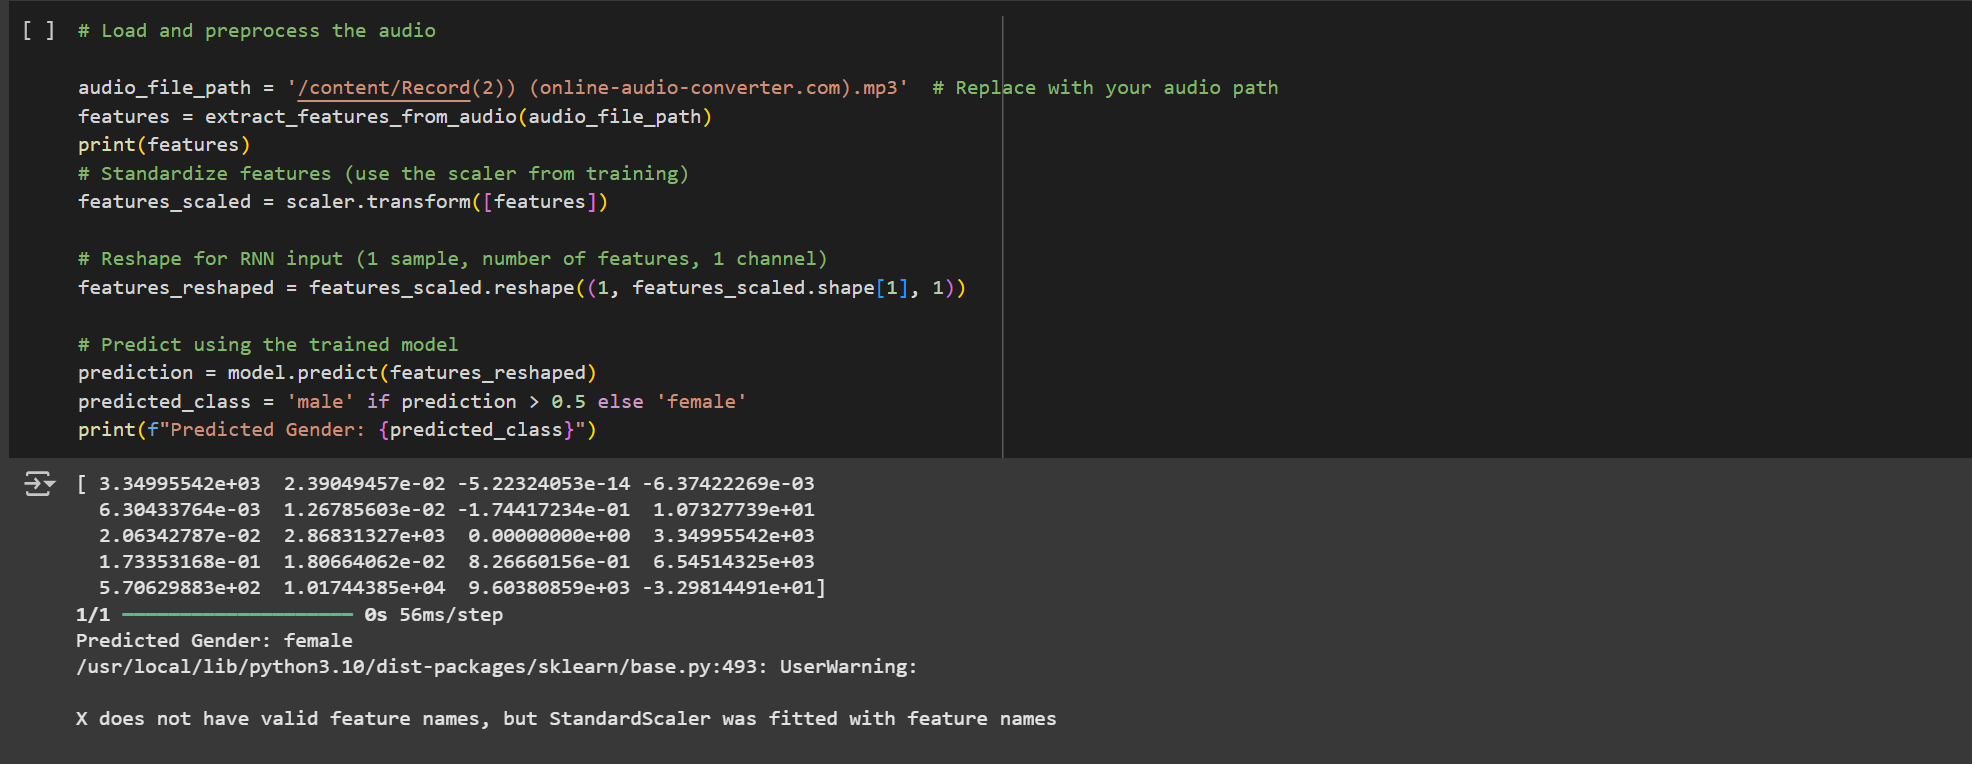 [ ] # Load and preprocess the audio
audio_file_path = '/content/Record(2)) (online-audio-converter.com).mp3'  # Replace with your audio path
features = extract_features_from_audio(audio_file_path)
print(features)
# Standardize features (use the scaler from training)
features_scaled = scaler.transform([features])
# Reshape for RNN input (1 sample, number of features, 1 channel)
features_reshaped = features_scaled.reshape((1, features_scaled.shape[1], 1))
# Predict using the trained model
prediction = model.predict(features_reshaped)
predicted_class = 'male' if prediction > 0.5 else 'female'
print(f"Predicted Gender: {predicted_class}")
[ 3.34995542e+03  2.39049457e-02 -5.22324053e-14 -6.37422269e-03
6.30433764e-03  1.26785603e-02 -1.74417234e-01  1.07327739e+01
2.06342787e-02  2.86831327e+03  0.00000000e+00  3.34995542e+03
1.73353168e-01  1.80664062e-02  8.26660156e-01  6.54514325e+03
5.70629883e+02  1.01744385e+04  9.60380859e+03 -3.29814491e+01]
1/1 ━━━━━━━━━━━━━━━━━━━━ 0s 56ms/step
Predicted Gender: female
/usr/local/lib/python3.10/dist-packages/sklearn/base.py:493: UserWarning:
X does not have valid feature names, but StandardScaler was fitted with feature names